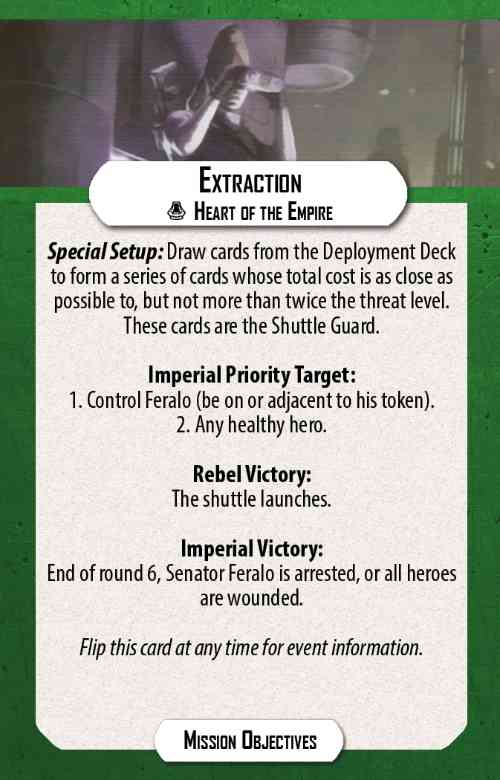 Extraction
Heart of the Empire
Special Setup: Draw cards from the Deployment Deck
to form a series of cards whose total cost is as close as
possible to, but not more than twice the threat level.
These cards are the Shuttle Guard.
Imperial Priority Target:
1. Control Feralo (be on or adjacent to his token).
2. Any healthy hero.
Rebel Victory:
The shuttle launches.
Imperial Victory:
End of round 6, Senator Feralo is arrested, or all heroes
are wounded.
Flip this card at any time for event information.
Mission Objectives